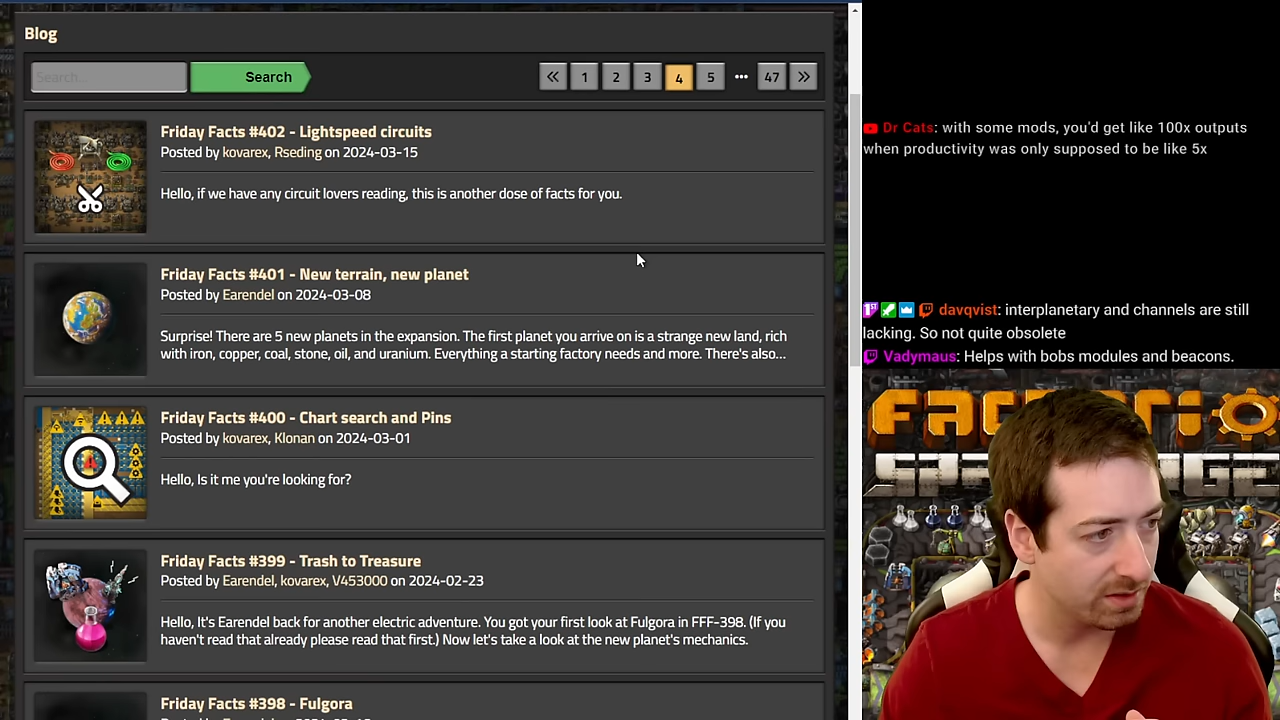 Blog
Search...
Search
1 2 3 4 5 ••• 47
Friday Facts #402 - Lightspeed circuits
Posted by kovarex, Rseding on 2024-03-15
Hello, if we have any circuit lovers reading, this is another dose of facts for you.
Friday Facts #401 - New terrain, new planet
Posted by Earendel on 2024-03-08
Surprise! There are 5 new planets in the expansion. The first planet you arrive on is a strange new land, rich
with iron, copper, coal, stone, oil, and uranium. Everything a starting factory needs and more. There's also...
Friday Facts #400 - Chart search and Pins
Posted by kovarex, Klonan on 2024-03-01
Hello, Is it me you're looking for?
Friday Facts #399 - Trash to Treasure
Posted by Earendel, kovarex, V453000 on 2024-02-23
Hello, It's Earendel back for another electric adventure. You got your first look at Fulgora in FFF-398. (If you
haven't read that already please read that first.) Now let's take a look at the new planet's mechanics.
Friday Facts #398 - Fulgora
Dr Cats: with some mods, you'd get like 100x outputs
when productivity was only supposed to be like 5x
davqvist: interplanetary and channels are still
lacking. So not quite obsolete
Vadymaus: Helps with bobs modules and beacons.